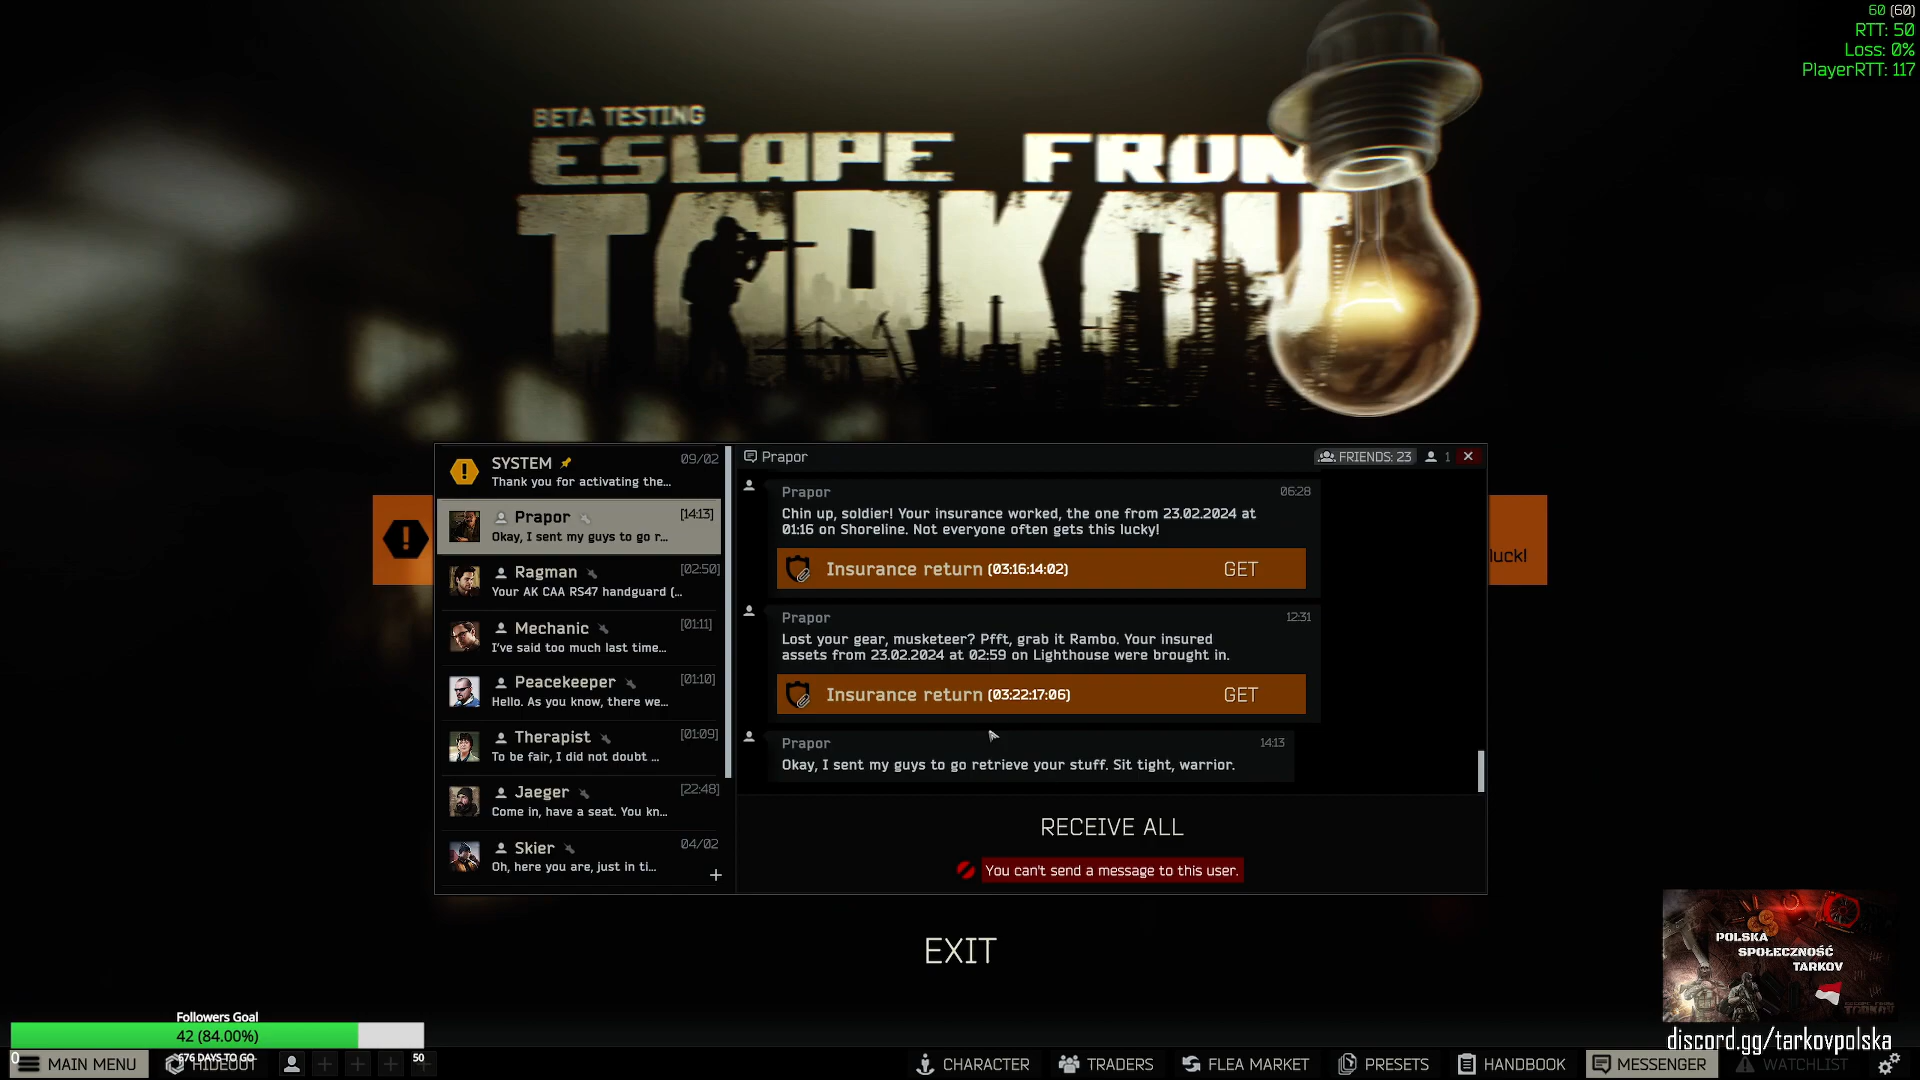 60 (60)
RTT: 50
Loss: 0%
PlayerRTT: 117
BETA TESTING
ESCAPE FROM
TARKOV
SYSTEM
09/02
Thank you for activating the...
Prapor
[14:13]
Okay, I sent my guys to go r...
Ragman
[02:50]
Your AK CAA RS47 handguard (...
Mechanic
[01:11]
I've said too much last time...
Peacekeeper
[01:10]
Hello. As you know, there we...
Therapist
[01:09]
To be fair, I did not doubt ...
Jaeger
[22:48]
Come in, have a seat. You kn...
Skier
04/02
Oh, here you are, just in ti...
Prapor
FRIENDS: 23
1
Prapor
06:28
Chin up, soldier! Your insurance worked, the one from 23.02.2024 at
01:16 on Shoreline. Not everyone often gets this lucky!
Insurance return (03:16:14:02)
GET
Prapor
12:31
Lost your gear, musketeer? Pfft, grab it Rambo. Your insured
assets from 23.02.2024 at 02:59 on Lighthouse were brought in.
Insurance return (03:22:17:06)
GET
Prapor
14:13
Okay, I sent my guys to go retrieve your stuff. Sit tight, warrior.
RECEIVE ALL
You can't send a message to this user.
luck!
EXIT
POLSKA
SPOŁECZNOŚĆ
TARKOV
discord.gg/tarkovpolska
Followers Goal
42 (84.00%)
0
676 DAYS TO GO
50
MAIN MENU
HIDEOUT
CHARACTER
TRADERS
FLEA MARKET
PRESETS
HANDBOOK
MESSENGER
WATCHLIST